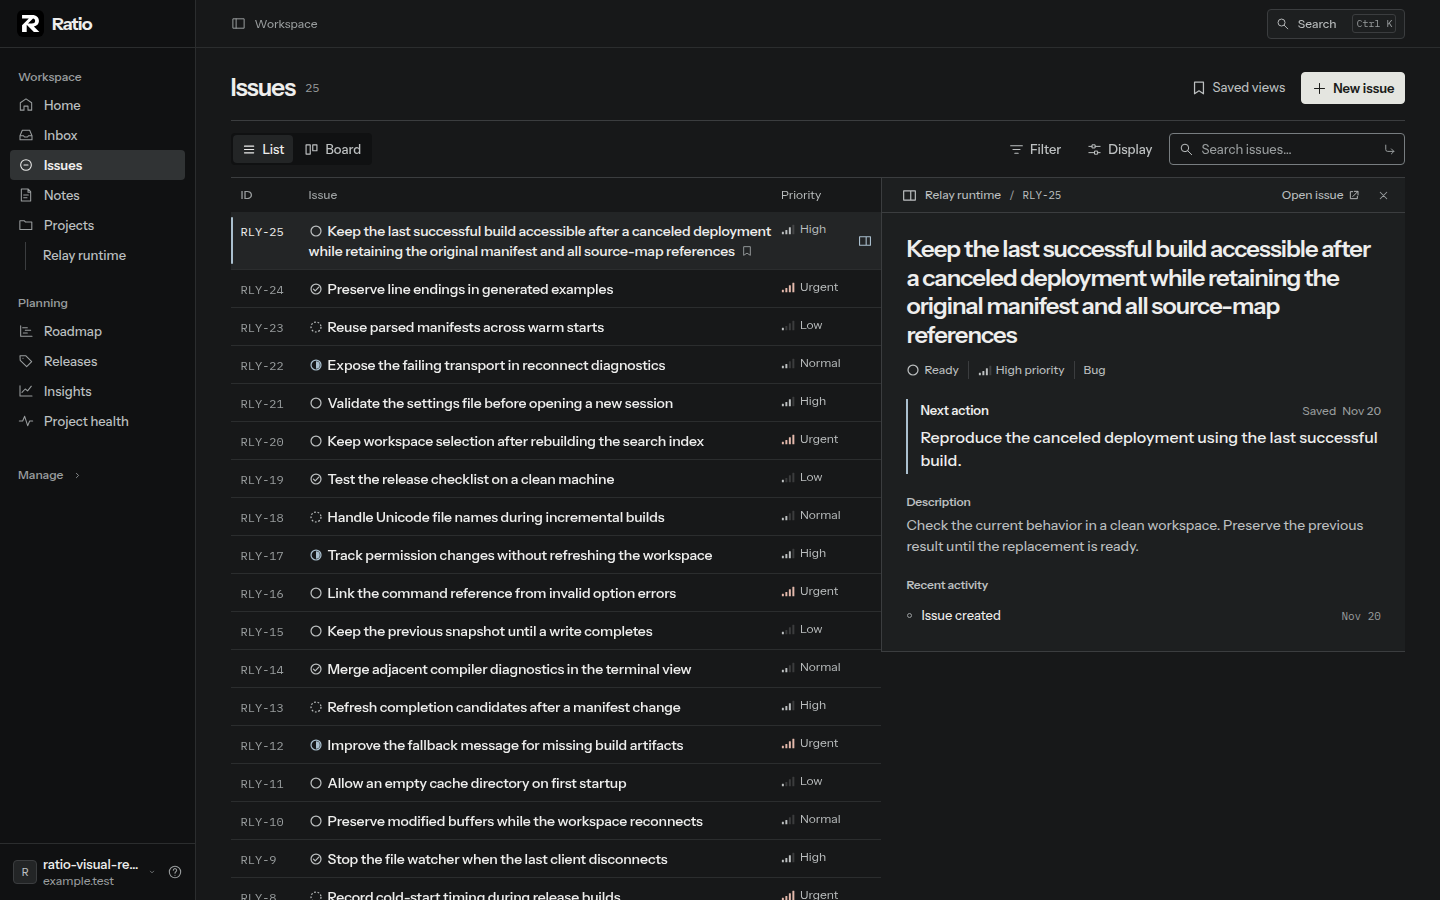 Ratio
Workspace
Search
Ctrl K
Workspace
Home
Inbox
Issues
Notes
Projects
Relay runtime
Planning
Roadmap
Releases
Insights
Project health
Manage
R
ratio-visual-re...
example.test
Issues 25
Saved views
New issue
List
Board
Filter
Display
Search issues...
ID Issue Priority
RLY-25 Keep the last successful build accessible after a canceled deployment High
while retaining the original manifest and all source-map references
RLY-24 Preserve line endings in generated examples Urgent
RLY-23 Reuse parsed manifests across warm starts Low
RLY-22 Expose the failing transport in reconnect diagnostics Normal
RLY-21 Validate the settings file before opening a new session High
RLY-20 Keep workspace selection after rebuilding the search index Urgent
RLY-19 Test the release checklist on a clean machine Low
RLY-18 Handle Unicode file names during incremental builds Normal
RLY-17 Track permission changes without refreshing the workspace High
RLY-16 Link the command reference from invalid option errors Urgent
RLY-15 Keep the previous snapshot until a write completes Low
RLY-14 Merge adjacent compiler diagnostics in the terminal view Normal
RLY-13 Refresh completion candidates after a manifest change High
RLY-12 Improve the fallback message for missing build artifacts Urgent
RLY-11 Allow an empty cache directory on first startup Low
RLY-10 Preserve modified buffers while the workspace reconnects Normal
RLY-9 Stop the file watcher when the last client disconnects High
RLY-8 Record cold-start timing during release builds Urgent
Relay runtime / RLY-25
Open issue
Keep the last successful build accessible after
a canceled deployment while retaining the
original manifest and all source-map
references
Ready
High priority
Bug
Next action
Saved Nov 20
Reproduce the canceled deployment using the last successful
build.
Description
Check the current behavior in a clean workspace. Preserve the previous
result until the replacement is ready.
Recent activity
Issue created Nov 20